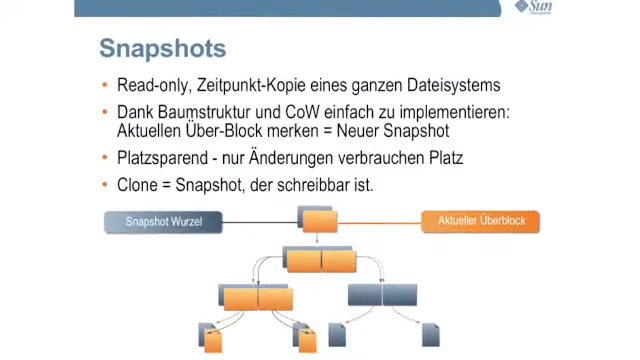 Sun
Snapshots
• Read-only, Zeitpunkt-Kopie eines ganzen Dateisystems
• Dank Baumstruktur und CoW einfach zu implementieren:
Aktuellen Über-Block merken = Neuer Snapshot
• Platzsparend - nur Änderungen verbrauchen Platz
• Clone = Snapshot, der schreibbar ist.
Snapshot Wurzel
Aktueller Überblock